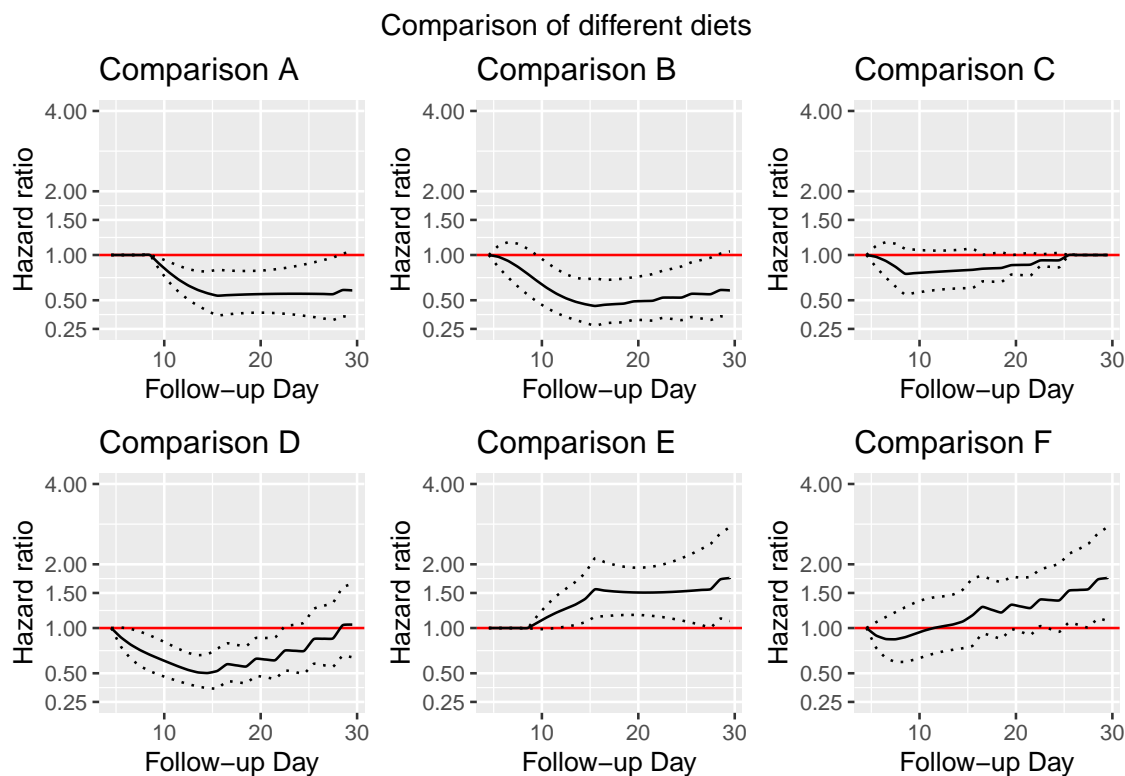 Comparison of different diets
Comparison A
Hazard ratio
4.00
2.00
1.50
1.00
0.50
0.25
10
20
30
Follow−up Day
Comparison B
Hazard ratio
4.00
2.00
1.50
1.00
0.50
0.25
10
20
30
Follow−up Day
Comparison C
Hazard ratio
4.00
2.00
1.50
1.00
0.50
0.25
10
20
30
Follow−up Day
Comparison D
Hazard ratio
4.00
2.00
1.50
1.00
0.50
0.25
10
20
30
Follow−up Day
Comparison E
Hazard ratio
4.00
2.00
1.50
1.00
0.50
0.25
10
20
30
Follow−up Day
Comparison F
Hazard ratio
4.00
2.00
1.50
1.00
0.50
0.25
10
20
30
Follow−up Day